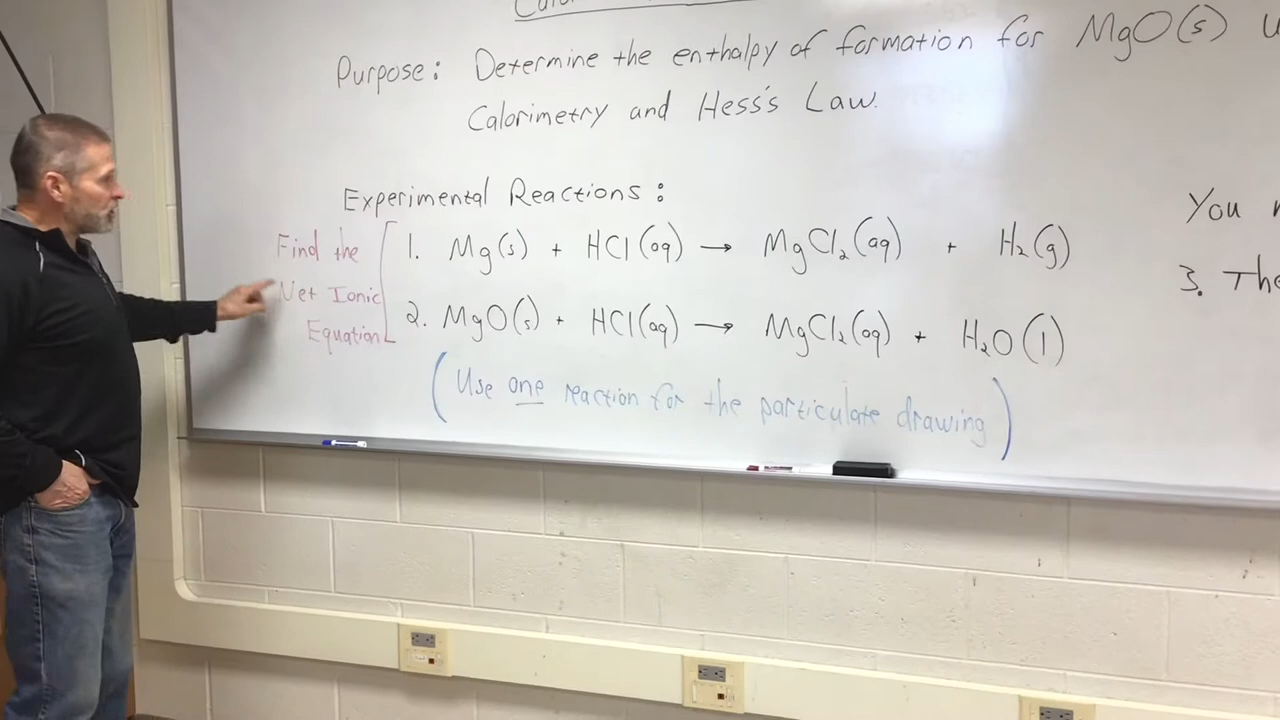 Purpose: Determine the enthalpy of formation for MgO(s)
Calorimetry and Hess's Law.
Experimental Reactions:
Find the
Net Ionic
Equation
1. Mg(s) + HCl(aq) → MgCl₂(aq) + H₂(g)
2. MgO(s) + HCl(aq) → MgCl₂(aq) + H₂O(l)
(Use one reaction for the particulate drawing)
You
3. The